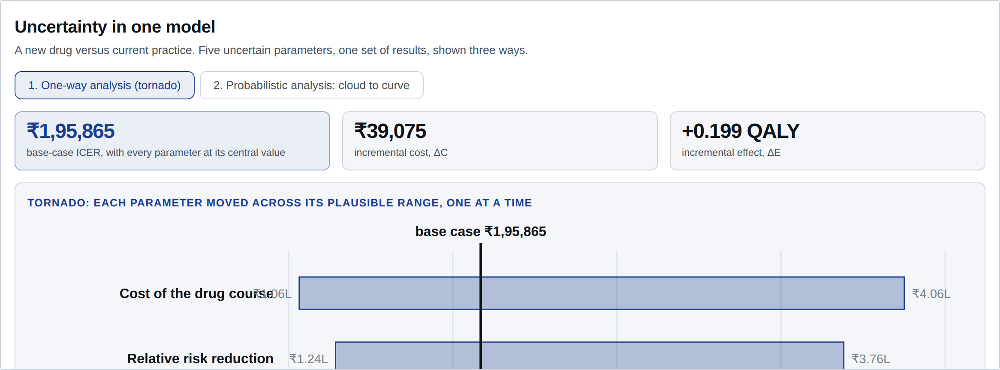 Uncertainty in one model
A new drug versus current practice. Five uncertain parameters, one set of results, shown three ways.
1. One-way analysis (tornado)
2. Probabilistic analysis: cloud to curve
₹1,95,865
base-case ICER, with every parameter at its central value
₹39,075
incremental cost, ΔC
+0.199 QALY
incremental effect, ΔE
TORNADO: EACH PARAMETER MOVED ACROSS ITS PLAUSIBLE RANGE, ONE AT A TIME
base case ₹1,95,865
Cost of the drug course ₹1.06L ₹4.06L
Relative risk reduction ₹1.24L ₹3.76L